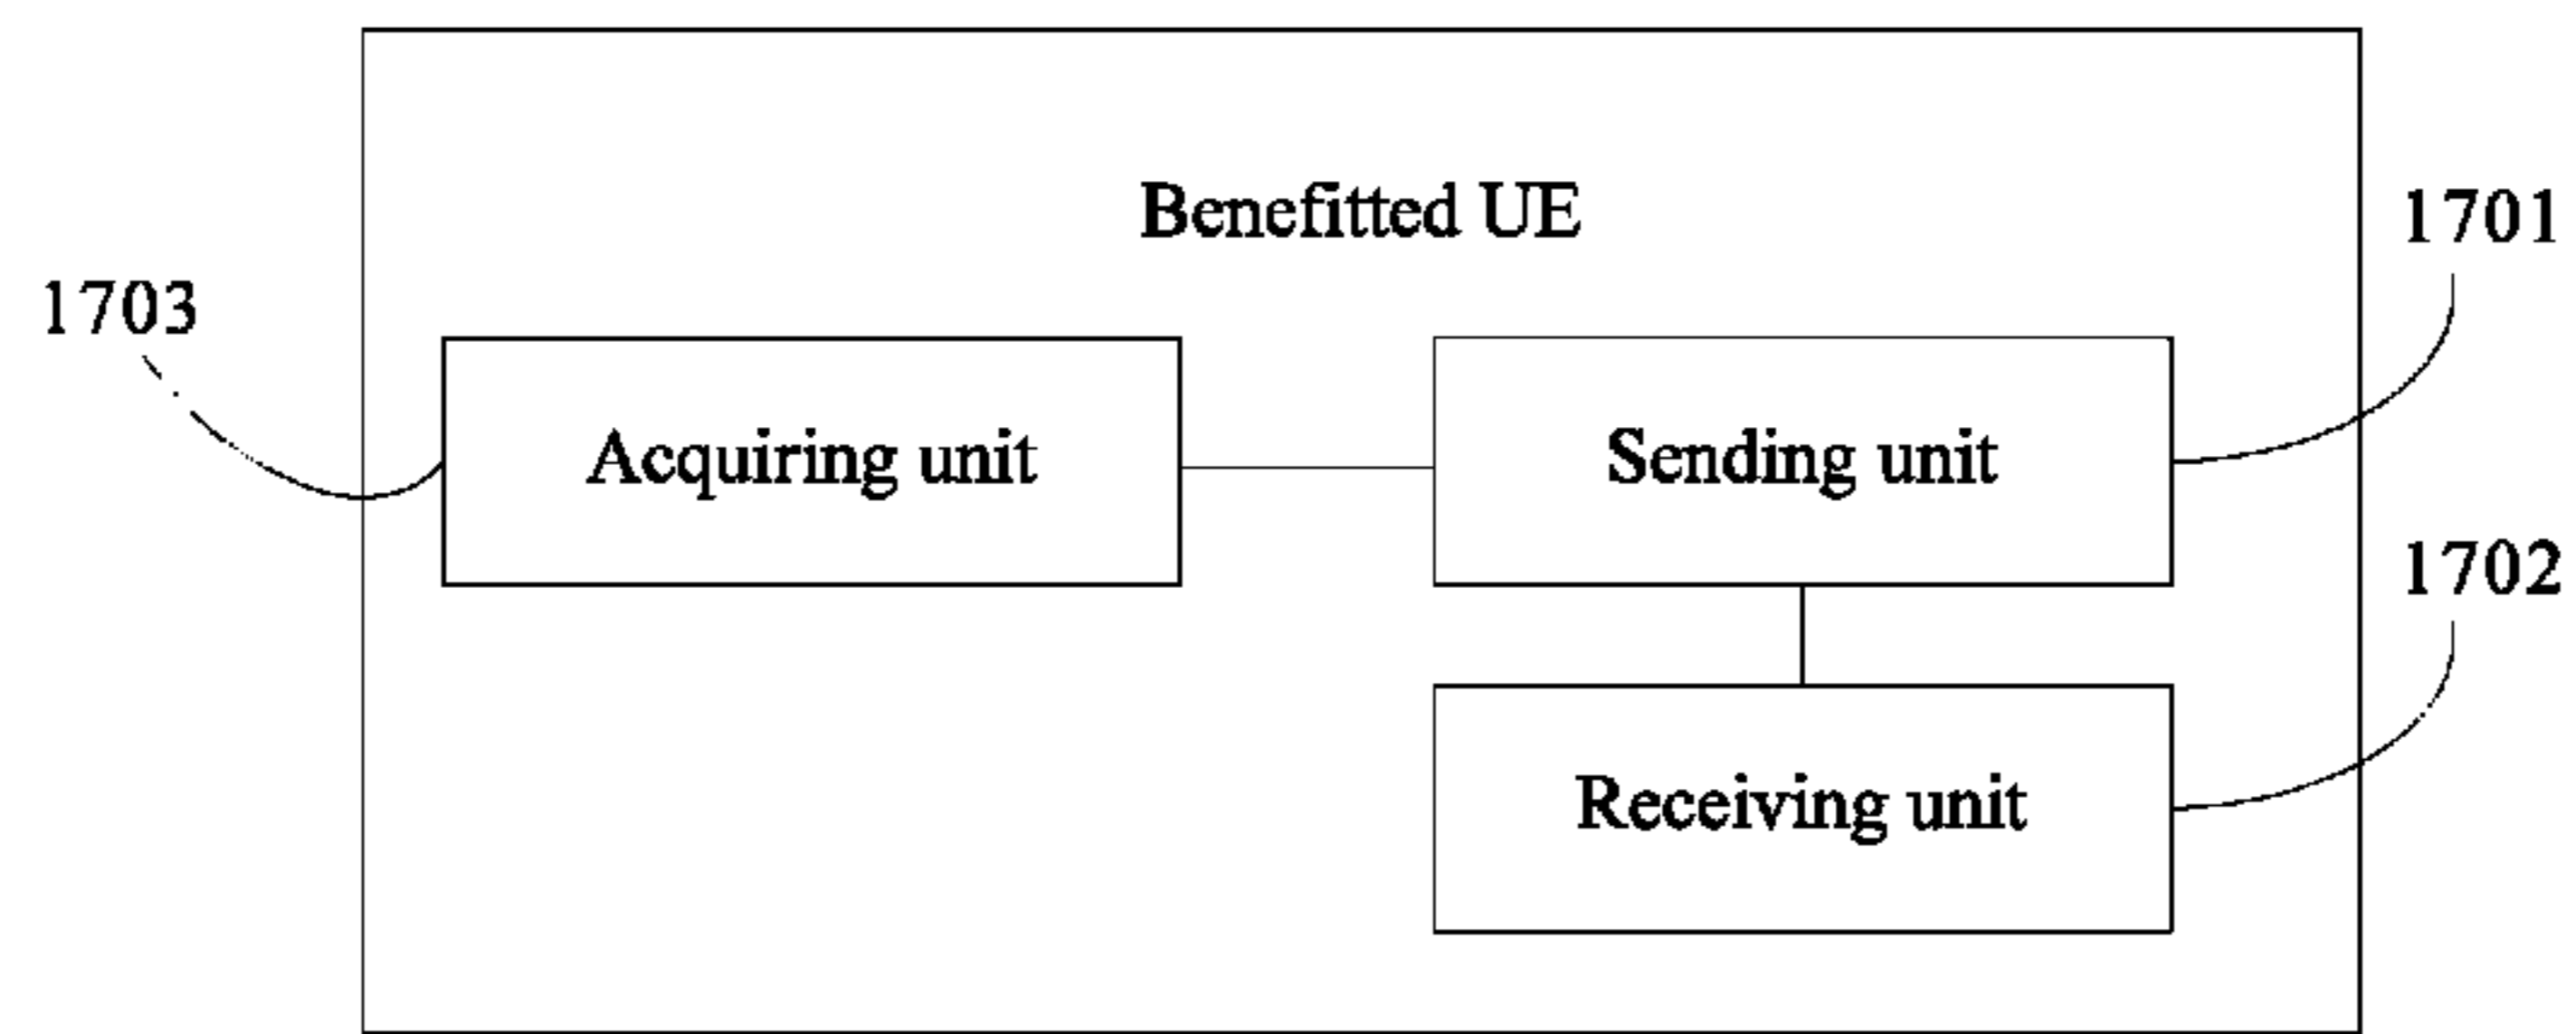 Benefitted UE
1701
1703
Acquiring unit
Sending unit
1702
Receiving unit